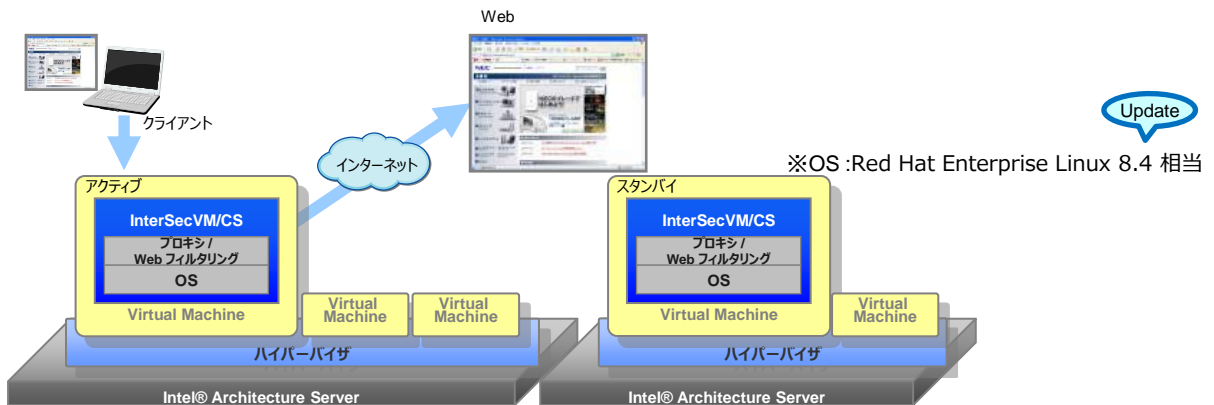 Web
クライアント
インターネット
Update
※OS :Red Hat Enterprise Linux 8.4 相当
アクティブ
InterSecVM/CS
プロキシ /
Web フィルタリング
OS
Virtual Machine
Virtual
Machine
Virtual
Machine
ハイパーバイザ
Intel® Architecture Server
スタンバイ
InterSecVM/CS
プロキシ /
Web フィルタリング
OS
Virtual Machine
Virtual
Machine
ハイパーバイザ
Intel® Architecture Server